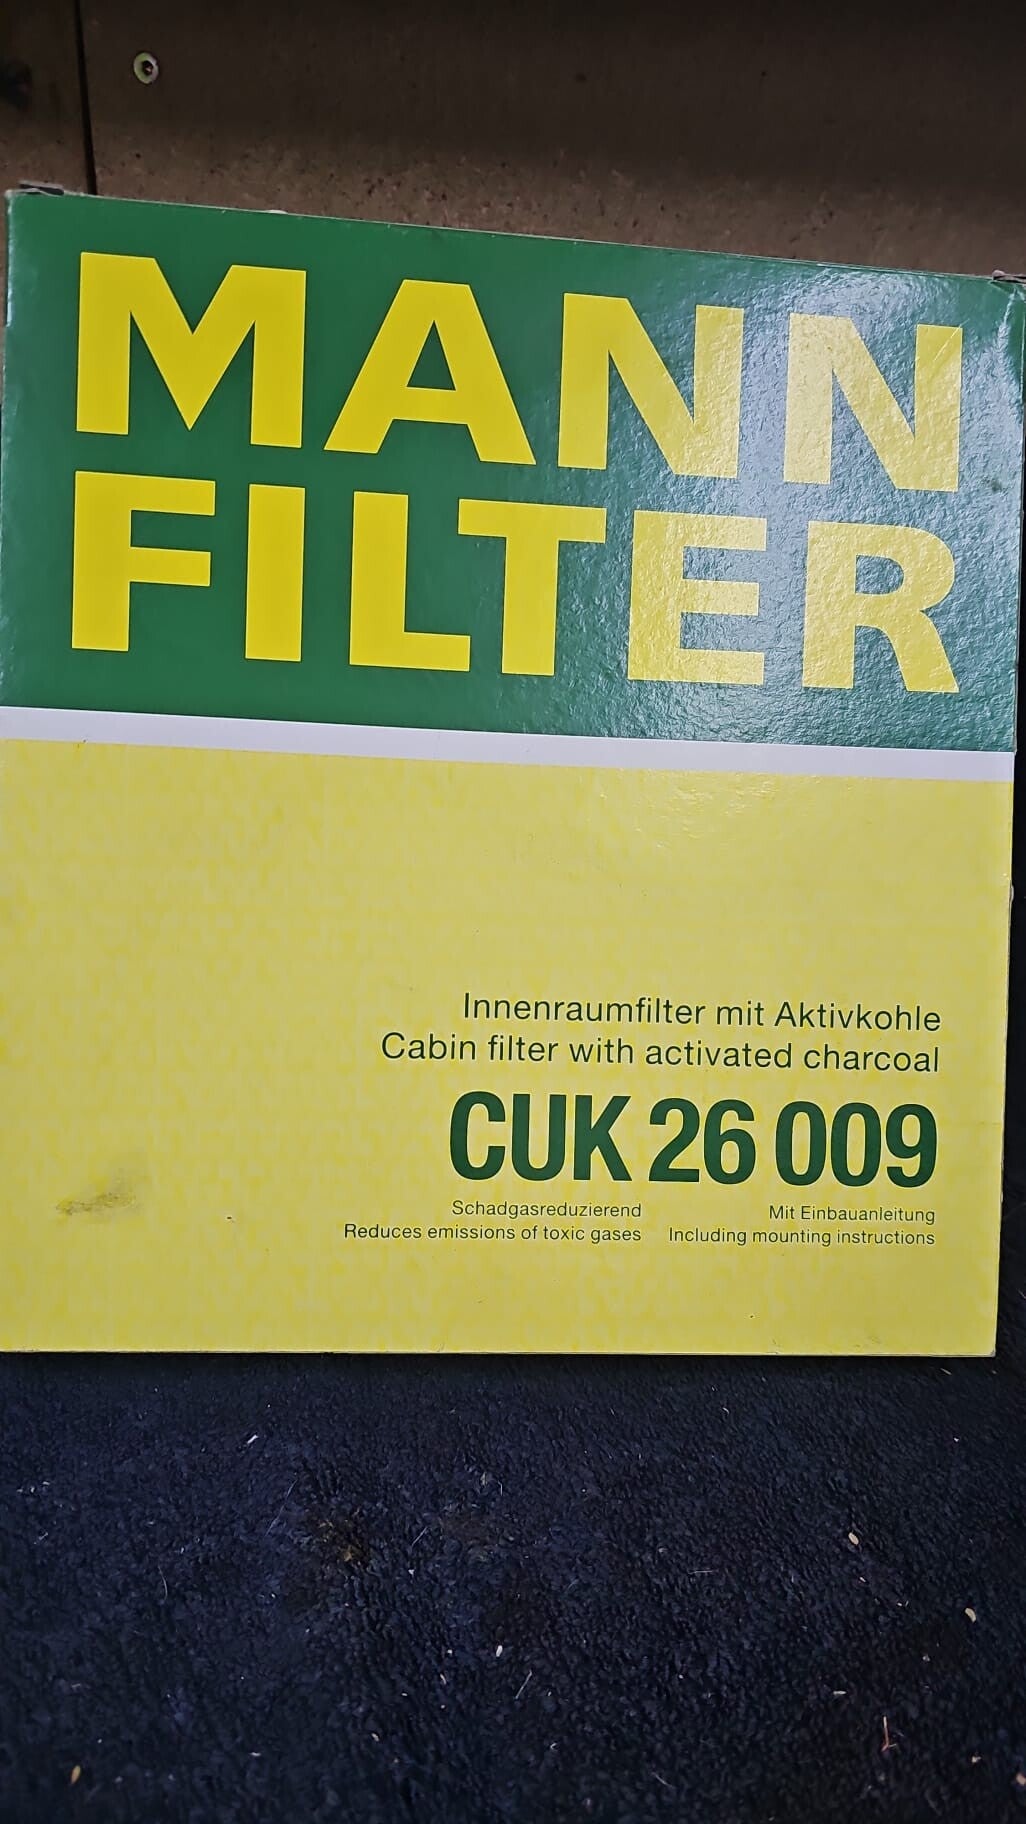 MANN
FILTER
Innenraumfilter mit Aktivkohle
Cabin filter with activated charcoal
CUK 26 009
Schadgasreduzierend
Reduces emissions of toxic gases
Mit Einbauanleitung
Including mounting instructions